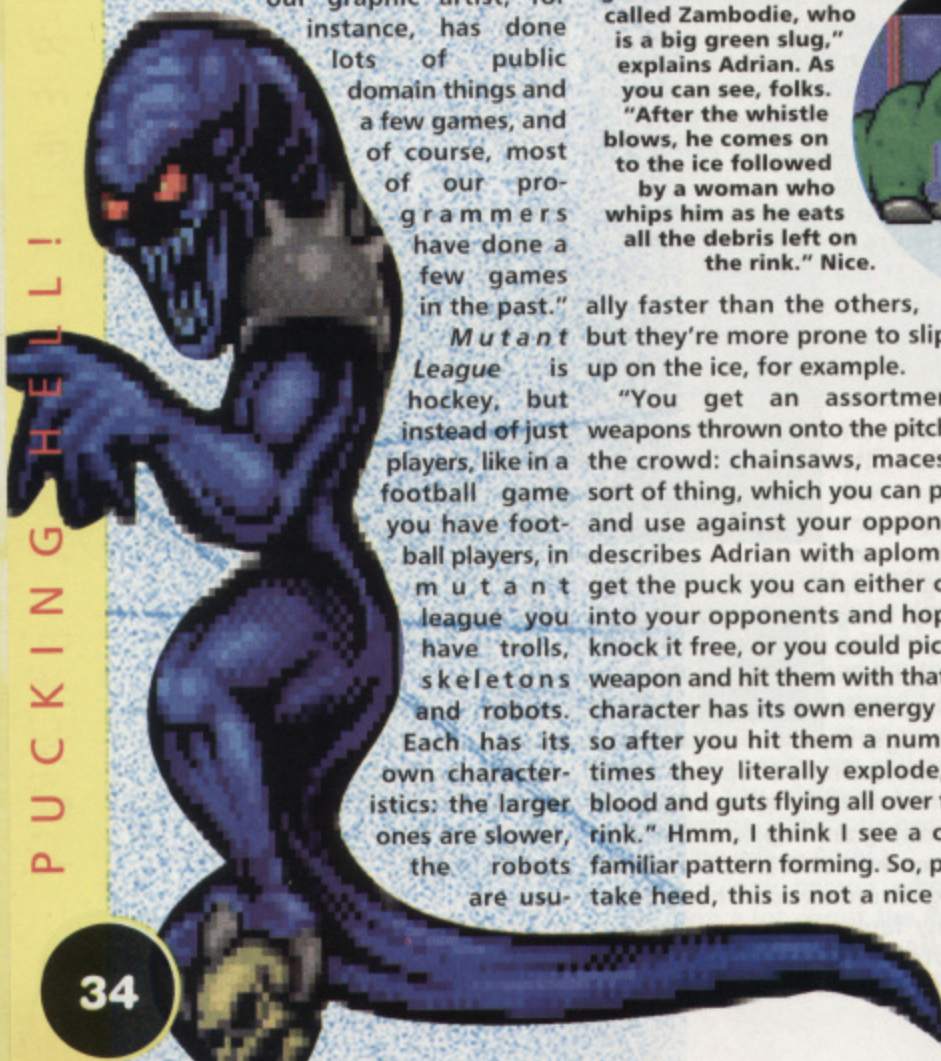 PUCKING HELL!
our graphic artist, for
instance, has done
lots of public
domain things and
a few games, and
of course, most
of our pro-
grammers
have done a
few games
in the past."
Mutant
League is
hockey, but
instead of just
players, like in a
football game
you have foot-
ball players, in
mutant
league you
have trolls,
skeletons
and robots.
Each has its
own character-
istics: the larger
ones are slower,
the robots
are usu-
called Zambodie, who
is a big green slug,"
explains Adrian. As
you can see, folks.
"After the whistle
blows, he comes on
to the ice followed
by a woman who
whips him as he eats
all the debris left on
the rink." Nice.
ally faster than the others,
but they're more prone to slip
up on the ice, for example.
"You get an assortmen
weapons thrown onto the pitch
the crowd: chainsaws, maces
sort of thing, which you can p
and use against your oppon
describes Adrian with aplom
get the puck you can either c
into your opponents and hop
knock it free, or you could pic
weapon and hit them with that
character has its own energy
so after you hit them a num
times they literally explode
blood and guts flying all over
rink." Hmm, I think I see a c
familiar pattern forming. So, p
take heed, this is not a nice
34